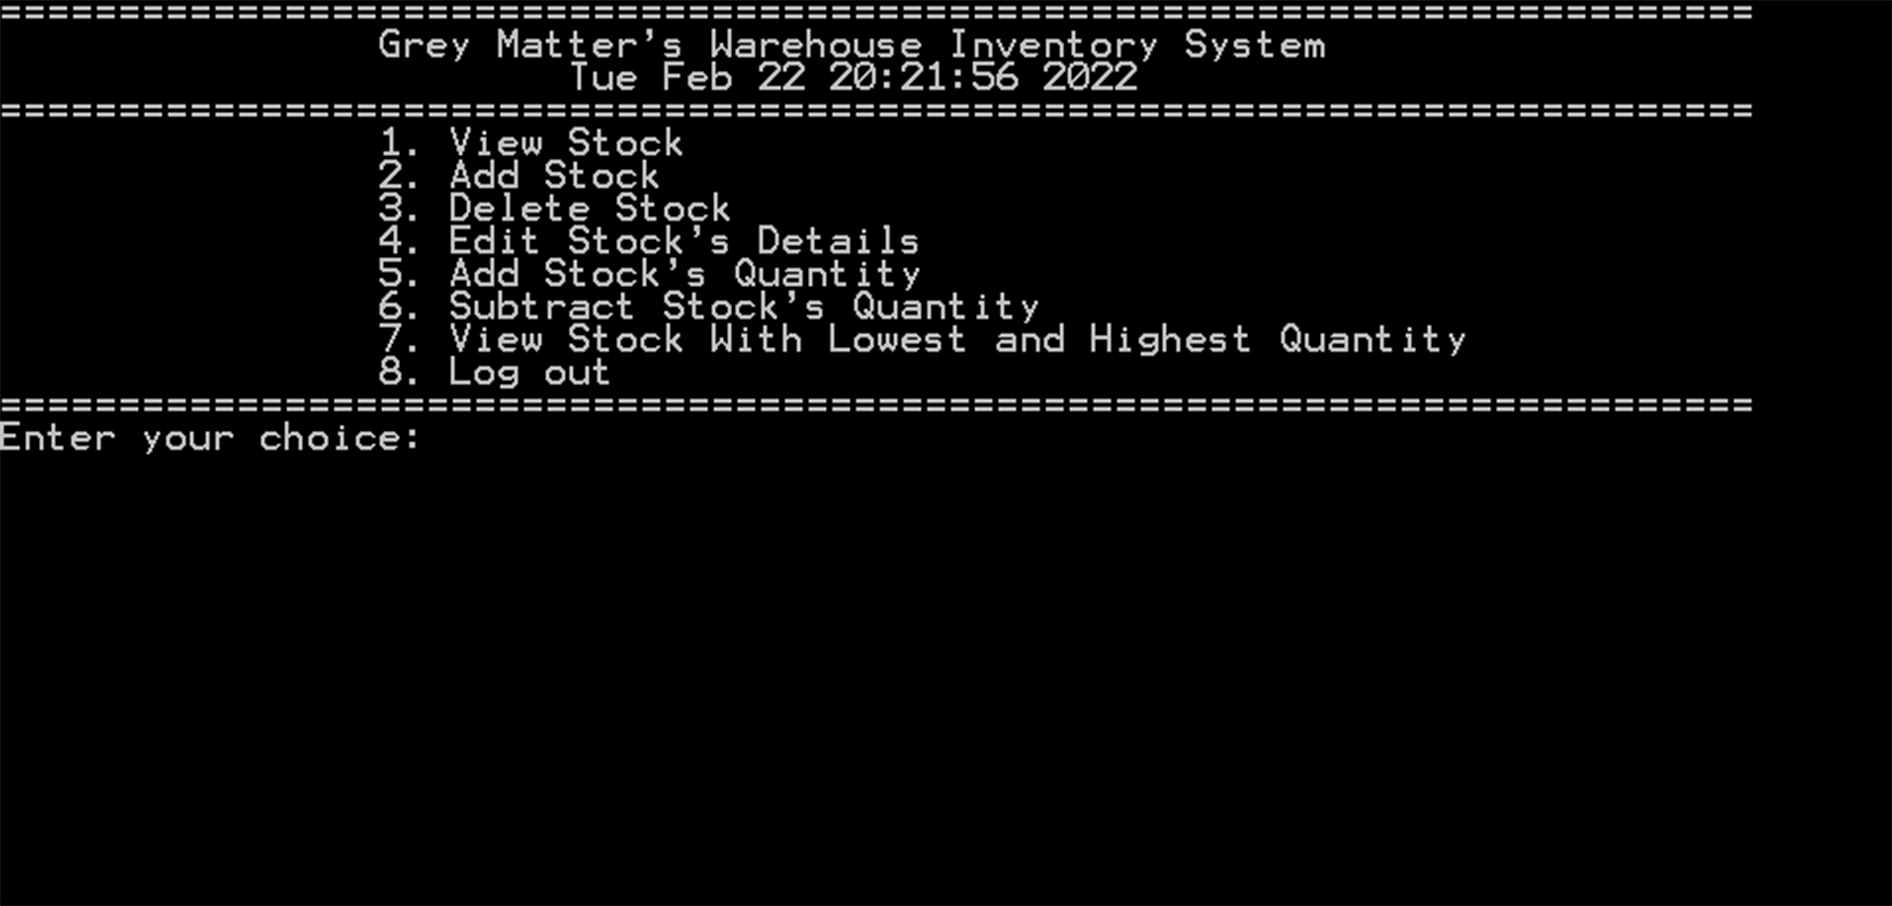 ==========================================================================
Grey Matter's Warehouse Inventory System
Tue Feb 22 20:21:56 2022
==========================================================================
1. View Stock
2. Add Stock
3. Delete Stock
4. Edit Stock's Details
5. Add Stock's Quantity
6. Subtract Stock's Quantity
7. View Stock With Lowest and Highest Quantity
8. Log out
==========================================================================
Enter your choice: